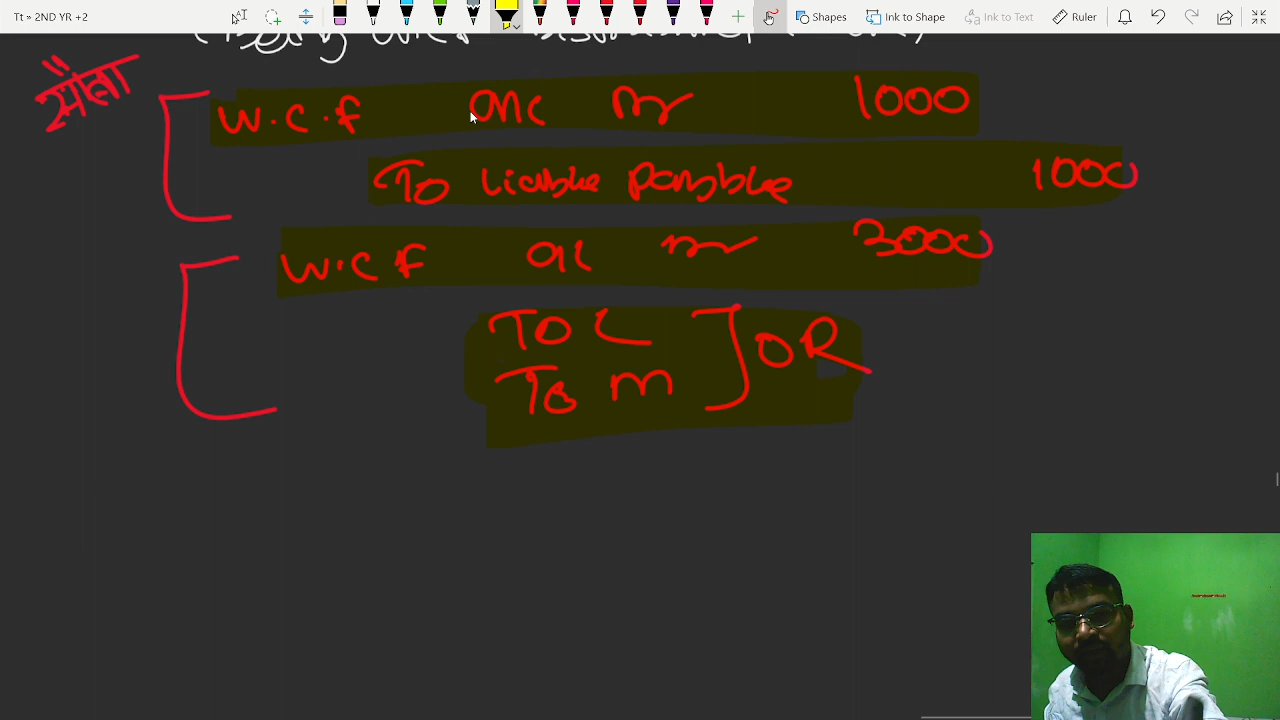 Tt » 2ND YR +2
Shapes Ink to Shape Ink to Text Ruler
W.C.F a/c Dr 1000
To liable payable 1000
W.C.F a/c Dr 3000
To L
To M ] OR